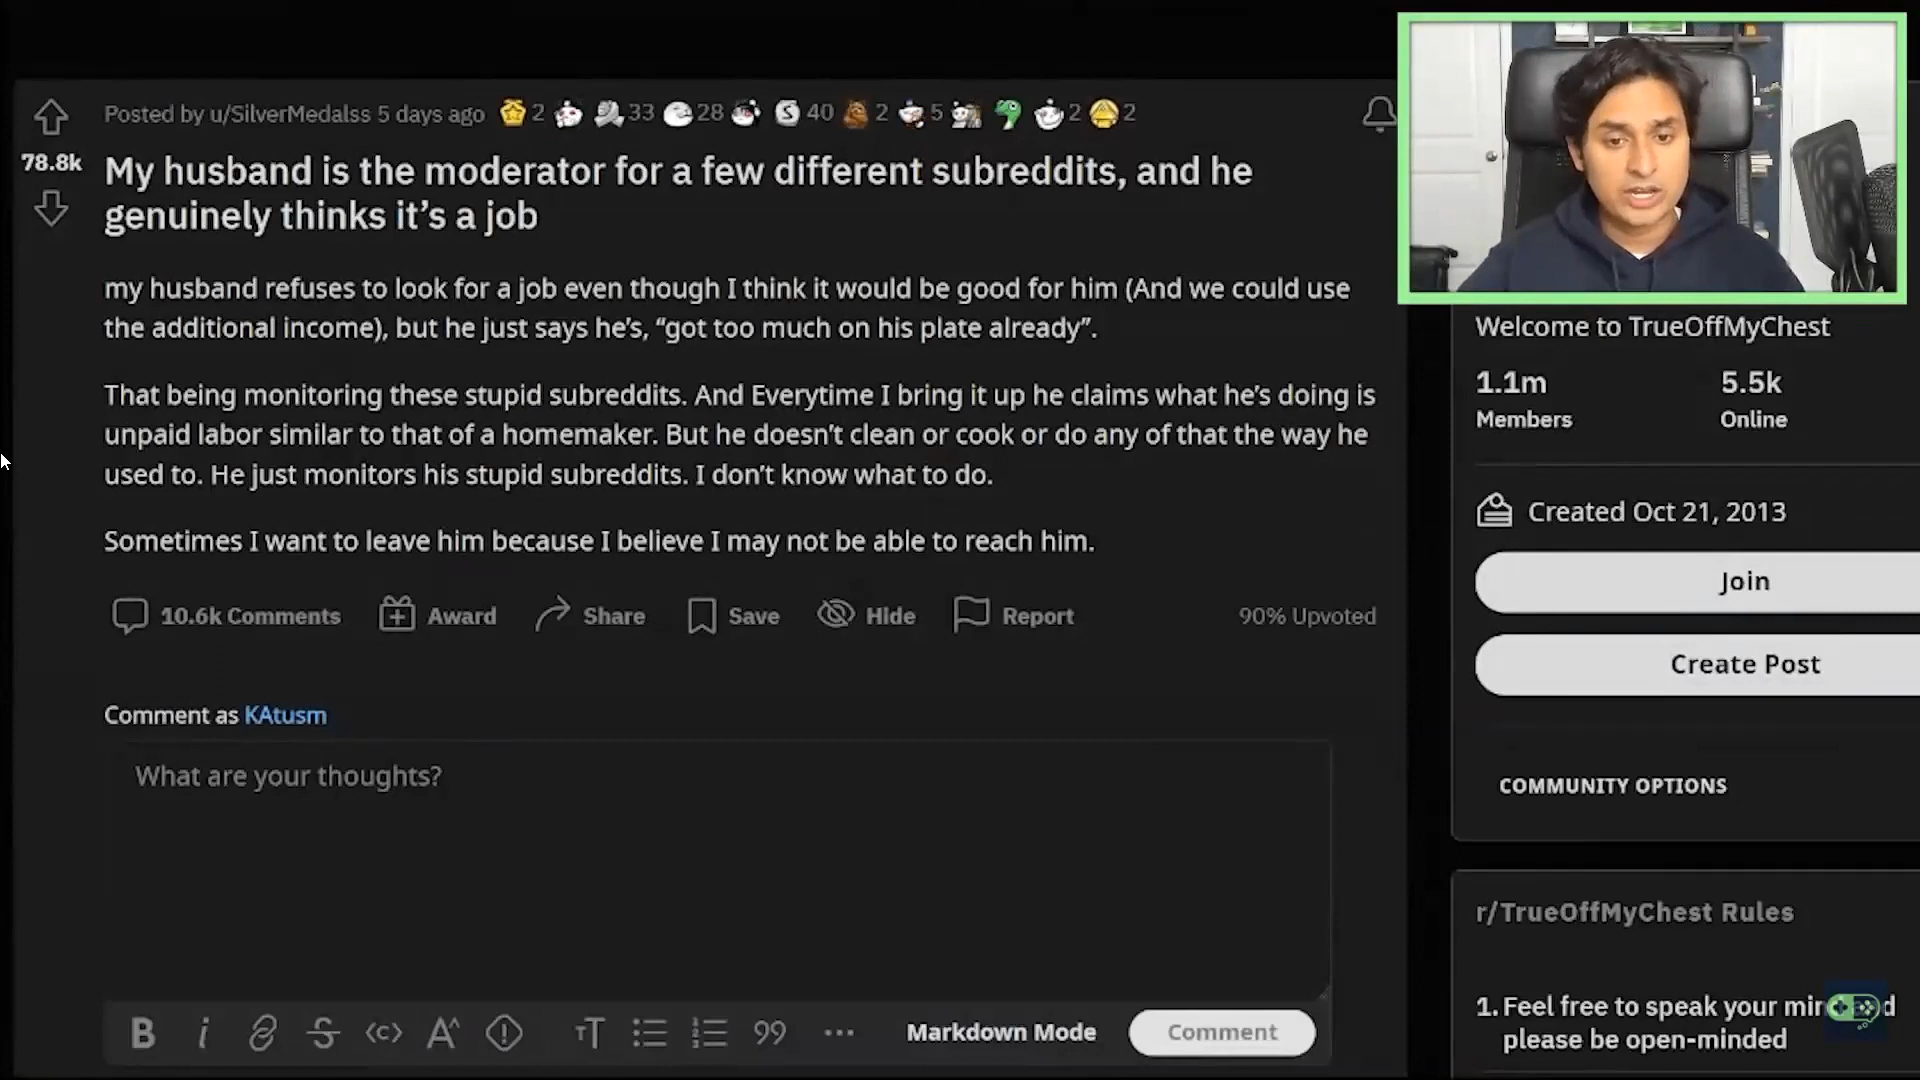 Posted by u/SilverMedalss 5 days ago 2 33 28 40 2 5 2 2
78.8k
My husband is the moderator for a few different subreddits, and he
genuinely thinks it's a job
my husband refuses to look for a job even though I think it would be good for him (And we could use
the additional income), but he just says he's, “got too much on his plate already”.
That being monitoring these stupid subreddits. And Everytime I bring it up he claims what he's doing is
unpaid labor similar to that of a homemaker. But he doesn't clean or cook or do any of that the way he
used to. He just monitors his stupid subreddits. I don't know what to do.
Sometimes I want to leave him because I believe I may not be able to reach him.
10.6k Comments Award Share Save Hide Report 90% Upvoted
Comment as KAtusm
What are your thoughts?
B i A T 99 ... Markdown Mode Comment
Welcome to TrueOffMyChest
1.1m 5.5k
Members Online
Created Oct 21, 2013
Join
Create Post
COMMUNITY OPTIONS
r/TrueOffMyChest Rules
1. Feel free to speak your
please be open-minded